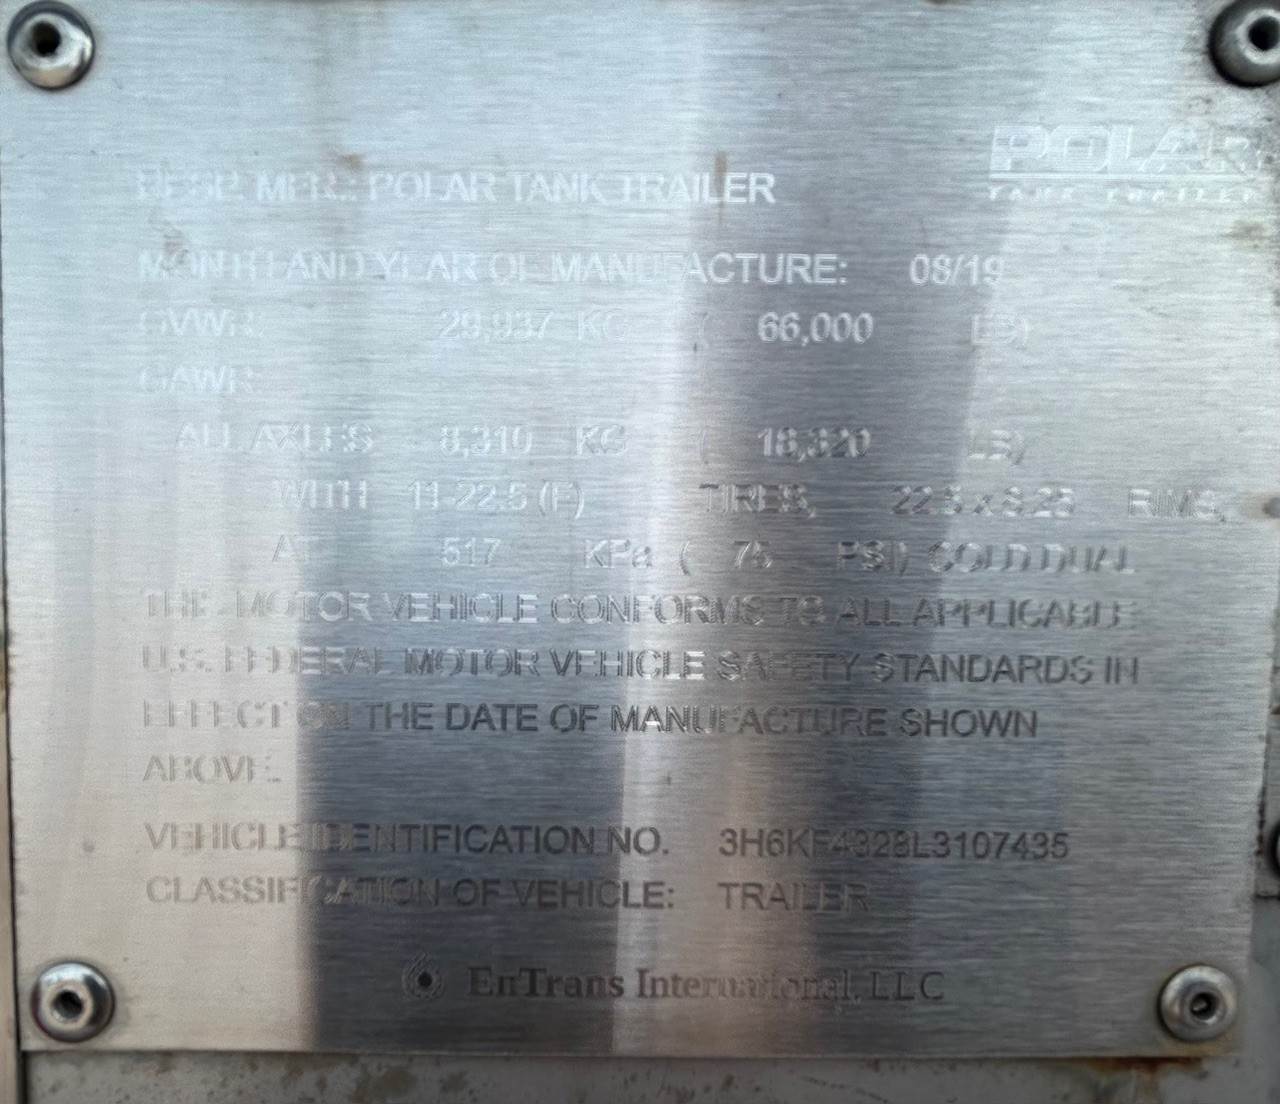 RESP. MFR.: POLAR TANK TRAILER
POLAR
TANK TRAILER
MONTH AND YEAR OF MANUFACTURE: 08/19
GVWR: 29,937 KG ( 66,000 LB)
GAWR:
ALL AXLES 8,310 KG ( 18,320 LB)
WITH 11-22.5 (F) TIRES, 22.5 x 8.25 RIMS,
AT 517 KPa ( 75 PSI) COLD DUAL
THE MOTOR VEHICLE CONFORMS TO ALL APPLICABLE
U.S. FEDERAL MOTOR VEHICLE SAFETY STANDARDS IN
EFFECT ON THE DATE OF MANUFACTURE SHOWN
ABOVE.
VEHICLE IDENTIFICATION NO. 3H6KF4328L3107435
CLASSIFICATION OF VEHICLE: TRAILER
EnTrans International, LLC